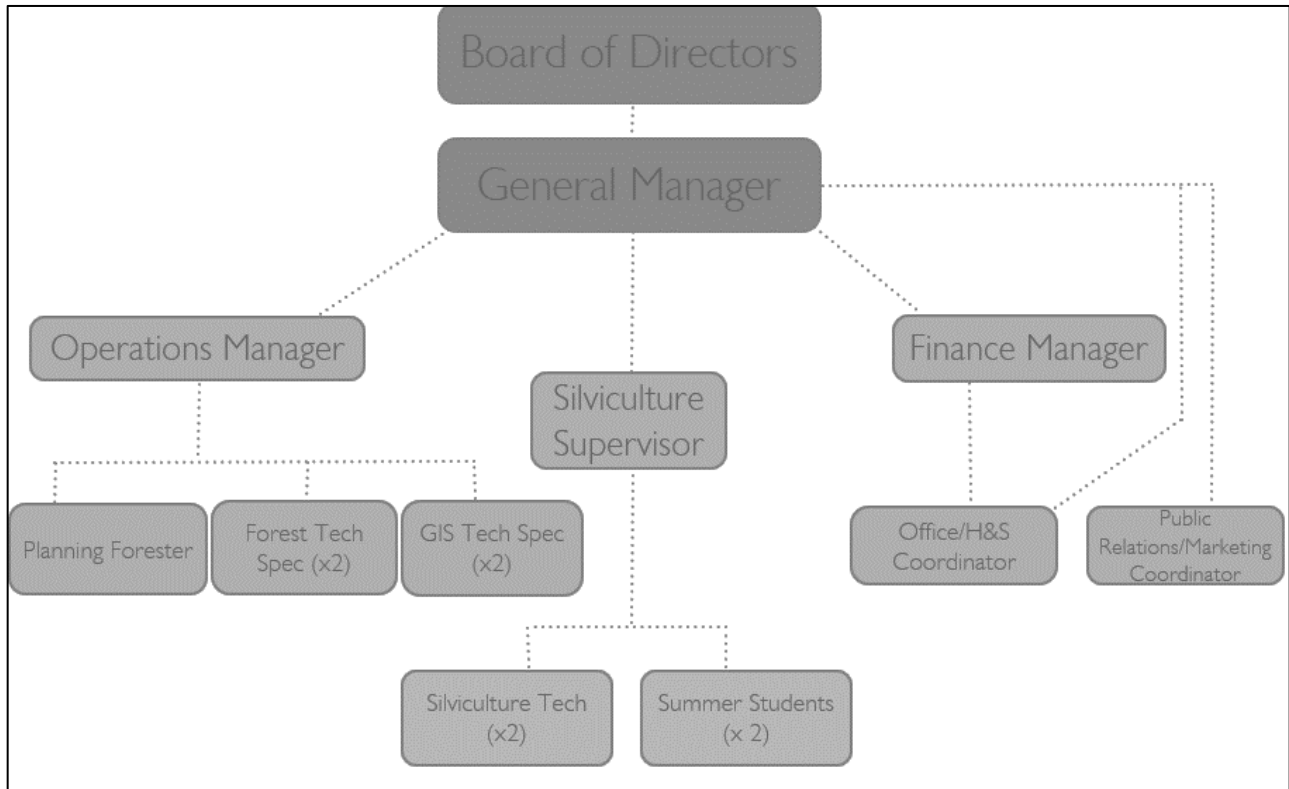 Board of Directors
General Manager
Operations Manager
Finance Manager
Silviculture
Supervisor
Planning Forester
Forest Tech
Spec (x2)
GIS Tech Spec
(x2)
Office/H&S
Coordinator
Public
Relations/Marketing
Coordinator
Silviculture Tech
(x2)
Summer Students
(x 2)